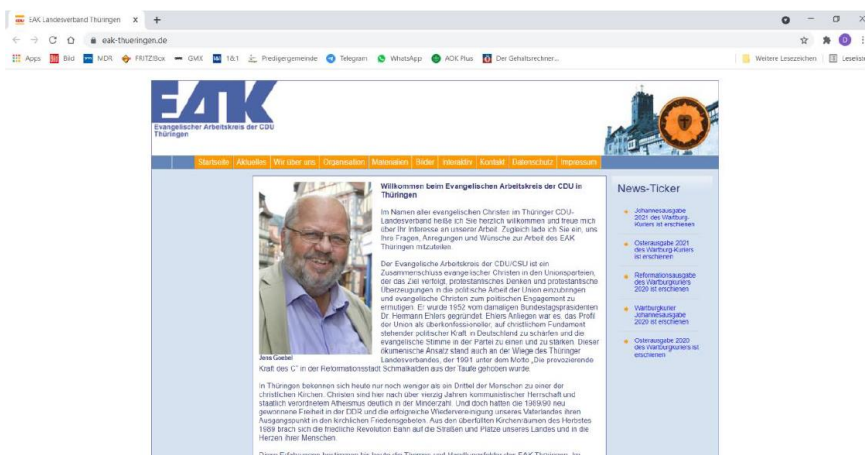 EAK Landesverband Thüringen
eak-thueringen.de
Apps Bild MDR FRITZ!Box GMX 1&1 Predigergemeinde Telegram WhatsApp AOK Plus Der Gehaltsrechner... Weitere Lesezeichen Leseliste
EAK
Evangelischer Arbeitskreis der CDU
Thüringen
Startseite Aktuelles Wir über uns Organisation Materialien Bilder Interaktiv Kontakt Datenschutz Impressum
Willkommen beim Evangelischen Arbeitskreis der CDU in
Thüringen
Im Namen aller evangelischen Christen im Thüringer CDU-
Landesverband heiße ich Sie herzlich willkommen und freue mich
über Ihr Interesse an unserer Arbeit. Zugleich lade ich Sie ein, uns
Ihre Fragen, Anregungen und Wünsche zur Arbeit des EAK
Thüringen mitzuteilen.
Der Evangelische Arbeitskreis der CDU/CSU ist ein
Zusammenschluss evangelischer Christen in den Unionsparteien,
der das Ziel verfolgt, protestantisches Denken und protestantische
Überzeugungen in die politische Arbeit der Union einzubringen
und evangelische Christen zum politischen Engagement zu
ermutigen. Er wurde 1952 vom damaligen Bundestagspräsidenten
Dr. Hermann Ehlers gegründet. Ehlers Anliegen war es, das Profil
der Union als überkonfessioneller, auf christlichem Fundament
stehender politischer Kraft in Deutschland zu schärfen und die
evangelische Stimme in der Partei zu einen und zu stärken. Dieser
ökumenische Ansatz stand auch an der Wiege des Thüringer
Jens Goebel
Landesverbandes, der 1991 unter dem Motto „Die provozierende
Kraft des C" in der Reformationsstadt Schmalkalden aus der Taufe gehoben wurde.
In Thüringen bekennen sich heute nur noch weniger als ein Drittel der Menschen zu einer der
christlichen Kirchen. Christen sind hier nach über vierzig Jahren kommunistischer Herrschaft und
staatlich verordnetem Atheismus deutlich in der Minderzahl. Und doch hatten die 1989/90 neu
gewonnene Freiheit in der DDR und die erfolgreiche Wiedervereinigung unseres Vaterlandes ihren
Ausgangspunkt in den kirchlichen Friedensgebeten. Aus den überfüllten Kirchenräumen des Herbstes
1989 brach sich die friedliche Revolution Bahn auf die Straßen und Plätze unseres Landes und in die
Herzen ihrer Menschen.
News-Ticker
Johannesausgabe
2021 des Wartburg-
Kuriers ist erschienen
Osterausgabe 2021
des Wartburg-Kuriers
ist erschienen
Reformationsausgabe
des Wartburgkuriers
2020 ist erschienen
Wartburgkurier
Johannesausgabe
2020 ist erschienen
Osterausgabe 2020
des Wartburgkuriers ist
erschienen